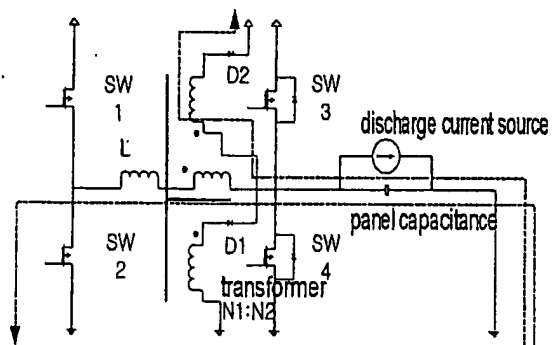 SW
1
D2
SW
3
discharge current source
L
panel capacitance
SW
2
D1
SW
4
transformer
N1:N2